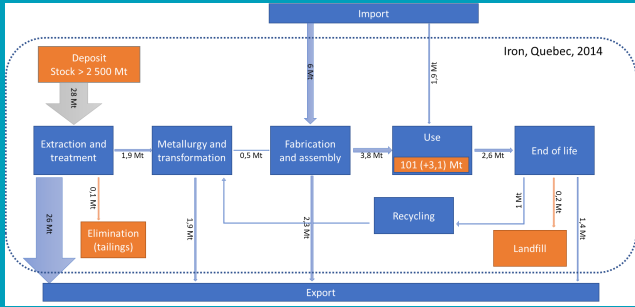 Import
Iron, Quebec, 2014
Deposit
Stock > 2 500 Mt
28 Mt
6 Mt
1,9 Mt
Extraction and
treatment
1,9 Mt
Metallurgy and
transformation
0,5 Mt
Fabrication
and assembly
3,8 Mt
Use
101 (+3,1) Mt
2,6 Mt
End of life
26 Mt
0,1 Mt
Elimination
(tailings)
1,9 Mt
2,3 Mt
Recycling
1 Mt
0,2 Mt
Landfill
1,4 Mt
Export